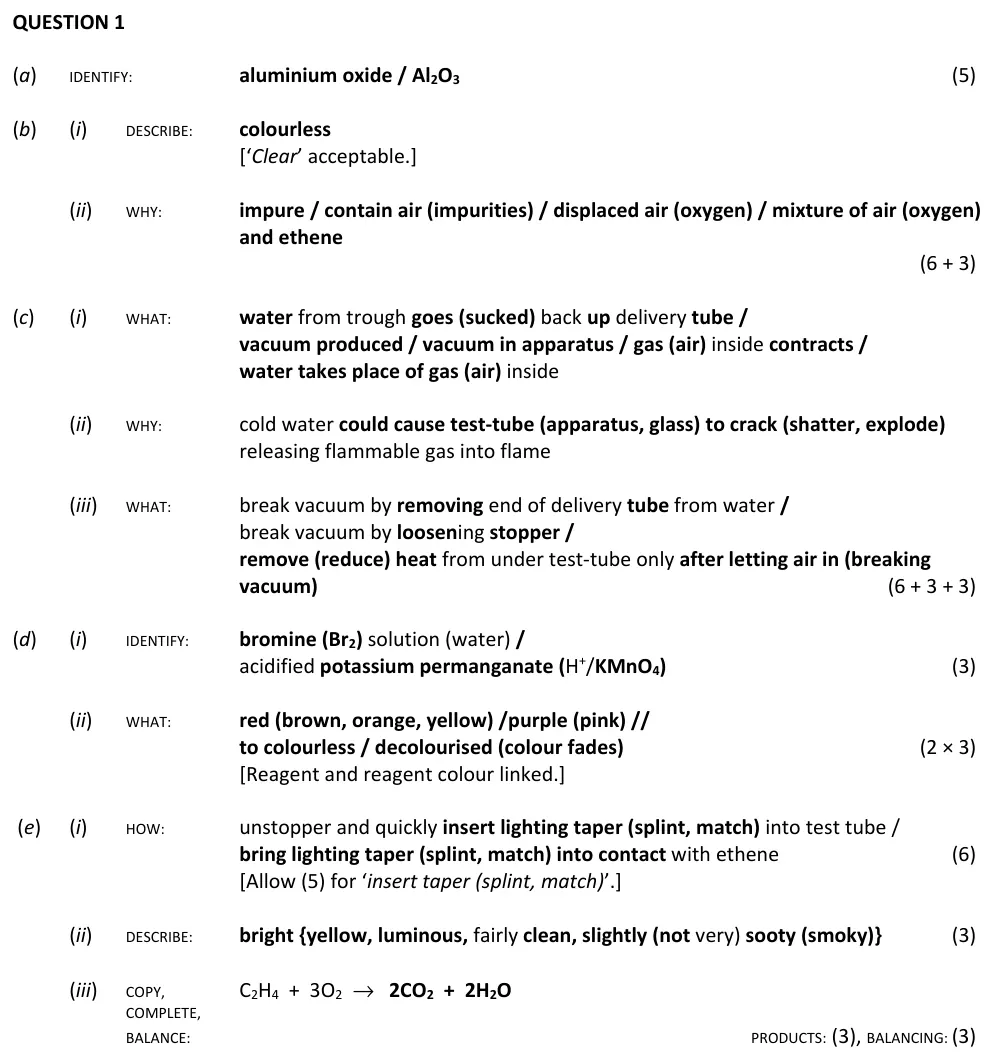 QUESTION 1
(a) IDENTIFY: aluminium oxide / Al₂O₃ (5)
(b) (i) DESCRIBE: colourless
[‘Clear’ acceptable.]
(ii) WHY: impure / contain air (impurities) / displaced air (oxygen) / mixture of air (oxygen)
and ethene
(6 + 3)
(c) (i) WHAT: water from trough goes (sucked) back up delivery tube /
vacuum produced / vacuum in apparatus / gas (air) inside contracts /
water takes place of gas (air) inside
(ii) WHY: cold water could cause test-tube (apparatus, glass) to crack (shatter, explode)
releasing flammable gas into flame
(iii) WHAT: break vacuum by removing end of delivery tube from water /
break vacuum by loosening stopper /
remove (reduce) heat from under test-tube only after letting air in (breaking
vacuum) (6 + 3 + 3)
(d) (i) IDENTIFY: bromine (Br₂) solution (water) /
acidified potassium permanganate (H⁺/KMnO₄) (3)
(ii) WHAT: red (brown, orange, yellow) /purple (pink) //
to colourless / decolourised (colour fades) (2 × 3)
[Reagent and reagent colour linked.]
(e) (i) HOW: unstopper and quickly insert lighting taper (splint, match) into test tube /
bring lighting taper (splint, match) into contact with ethene (6)
[Allow (5) for ‘insert taper (splint, match)’.]
(ii) DESCRIBE: bright {yellow, luminous, fairly clean, slightly (not very) sooty (smoky)} (3)
(iii) COPY, C₂H₄ + 3O₂ → 2CO₂ + 2H₂O
COMPLETE,
BALANCE: PRODUCTS: (3), BALANCING: (3)